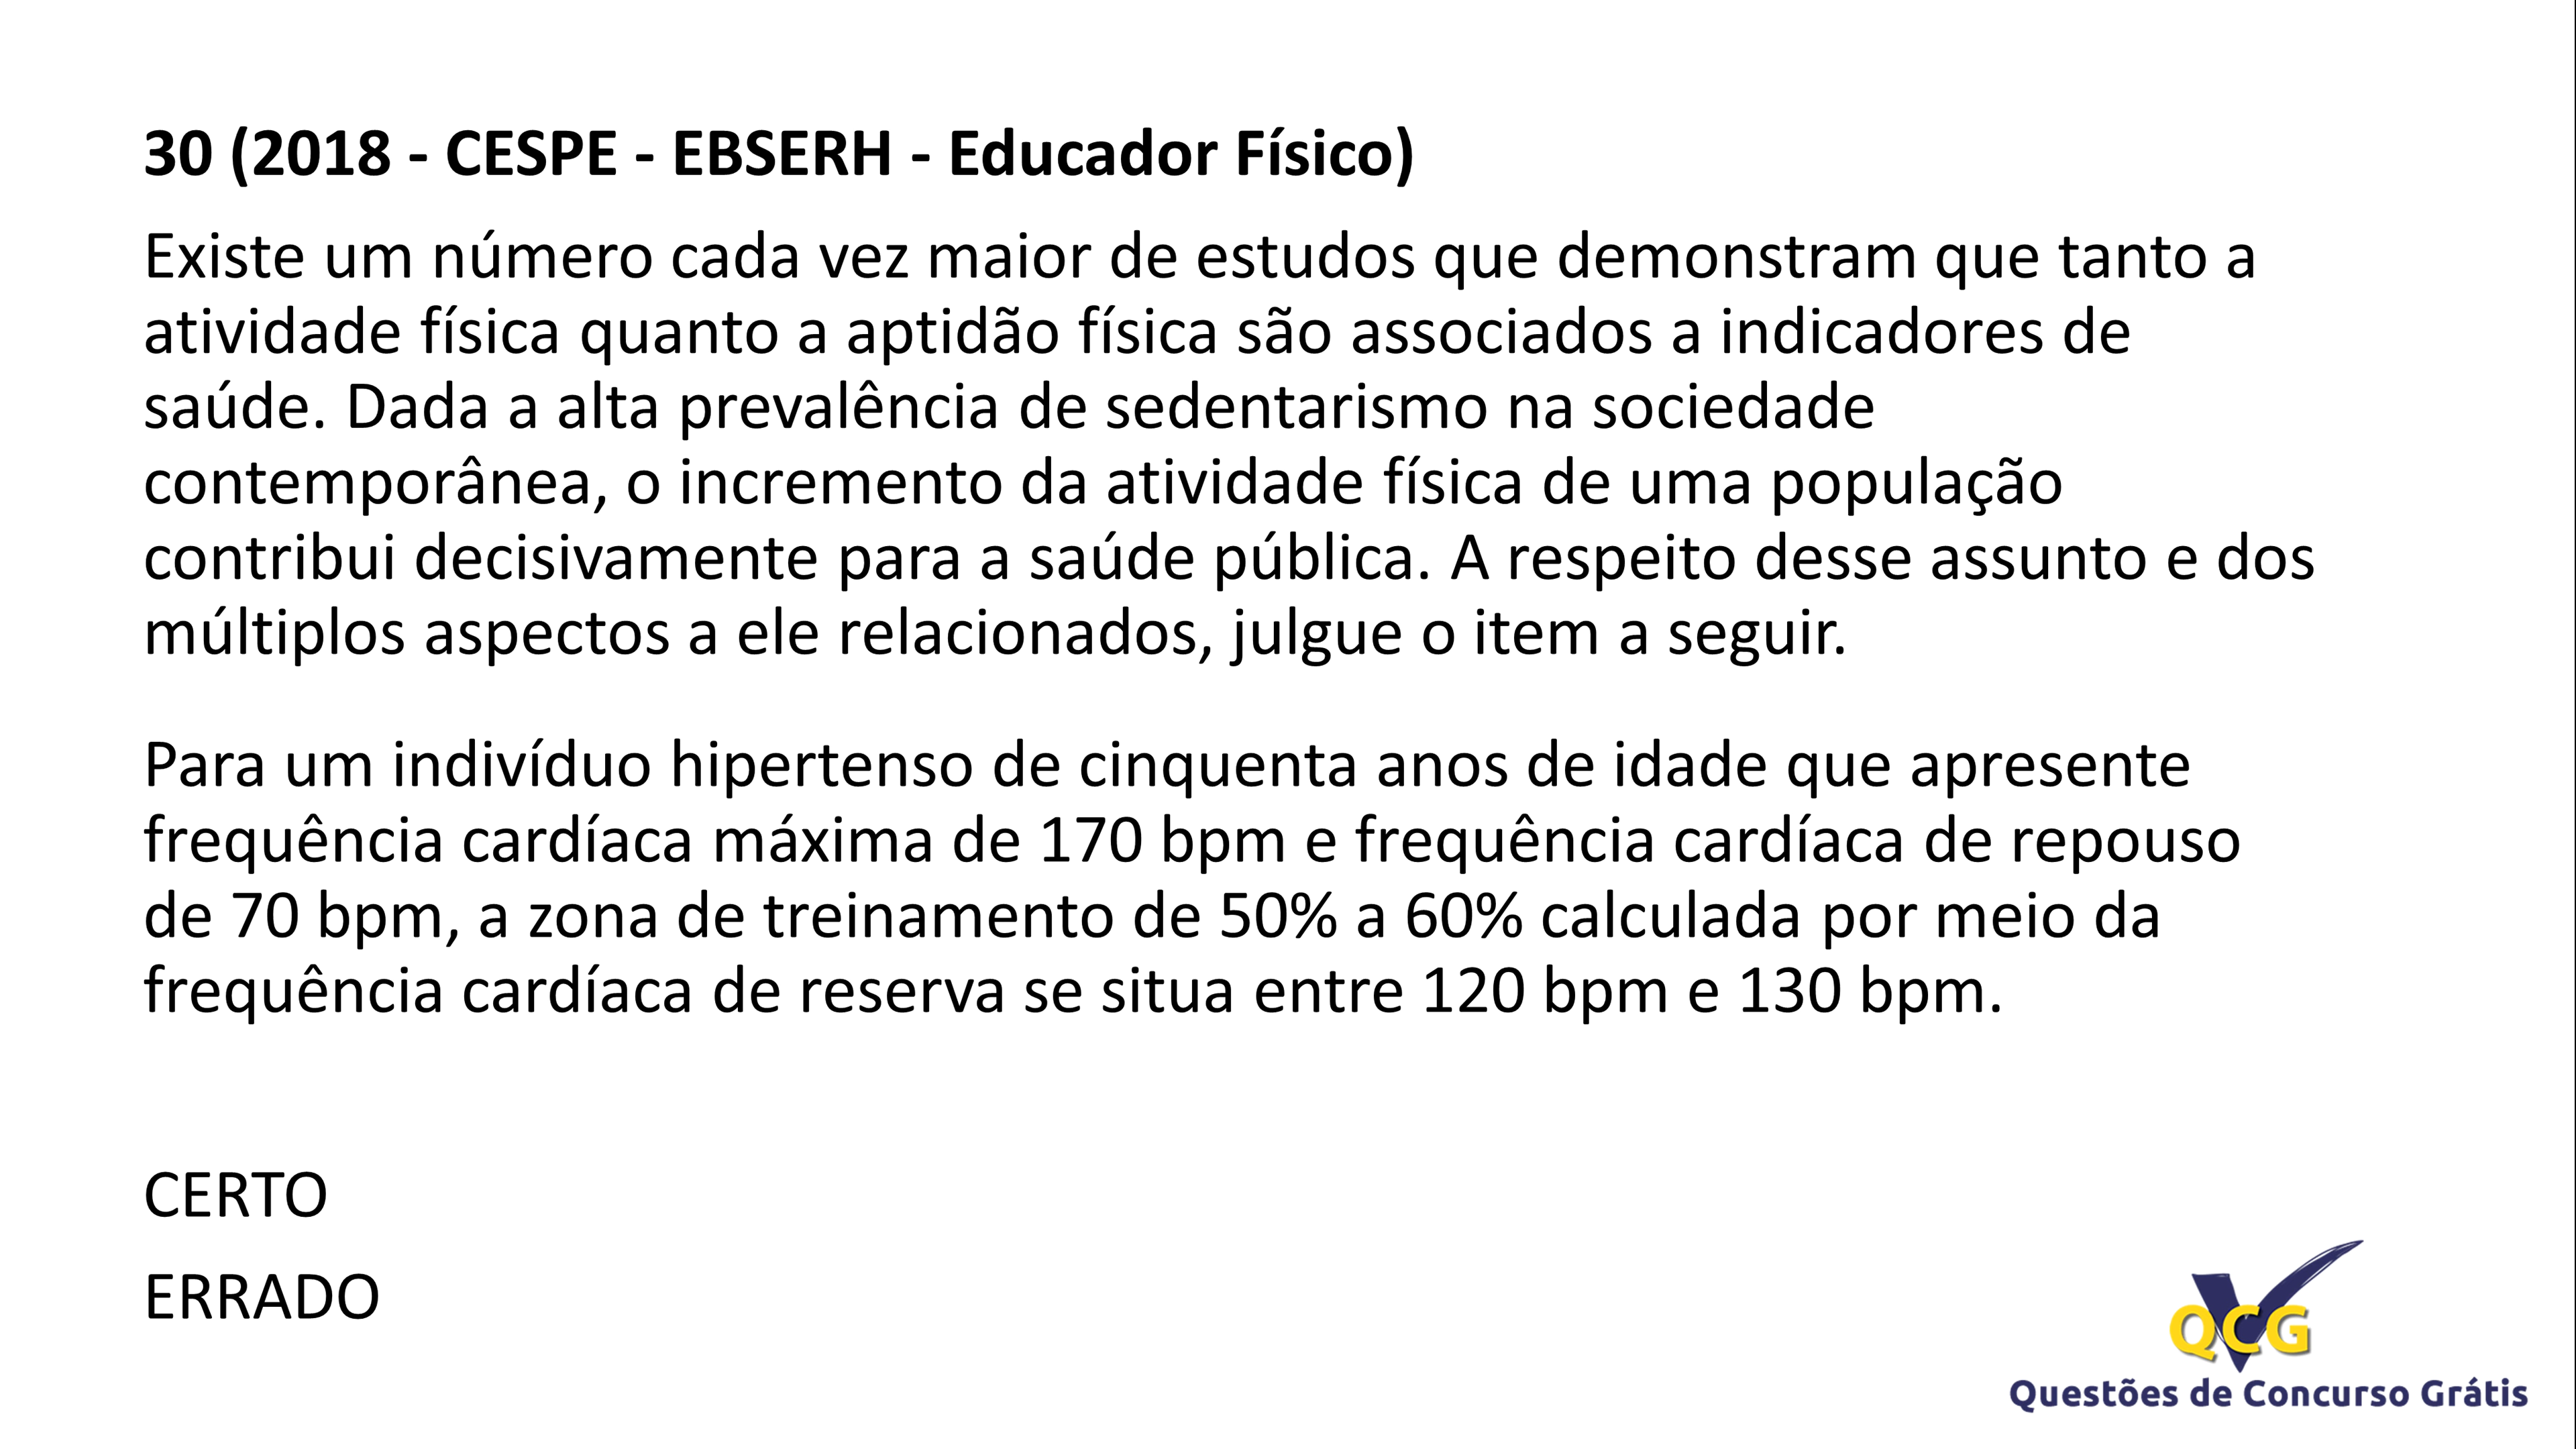 30 (2018 - CESPE - EBSERH - Educador Físico)
Existe um número cada vez maior de estudos que demonstram que tanto a
atividade física quanto a aptidão física são associados a indicadores de
saúde. Dada a alta prevalência de sedentarismo na sociedade
contemporânea, o incremento da atividade física de uma população
contribui decisivamente para a saúde pública. A respeito desse assunto e dos
múltiplos aspectos a ele relacionados, julgue o item a seguir.
Para um indivíduo hipertenso de cinquenta anos de idade que apresente
frequência cardíaca máxima de 170 bpm e frequência cardíaca de repouso
de 70 bpm, a zona de treinamento de 50% a 60% calculada por meio da
frequência cardíaca de reserva se situa entre 120 bpm e 130 bpm.
CERTO
ERRADO
QCG
Questões de Concurso Grátis